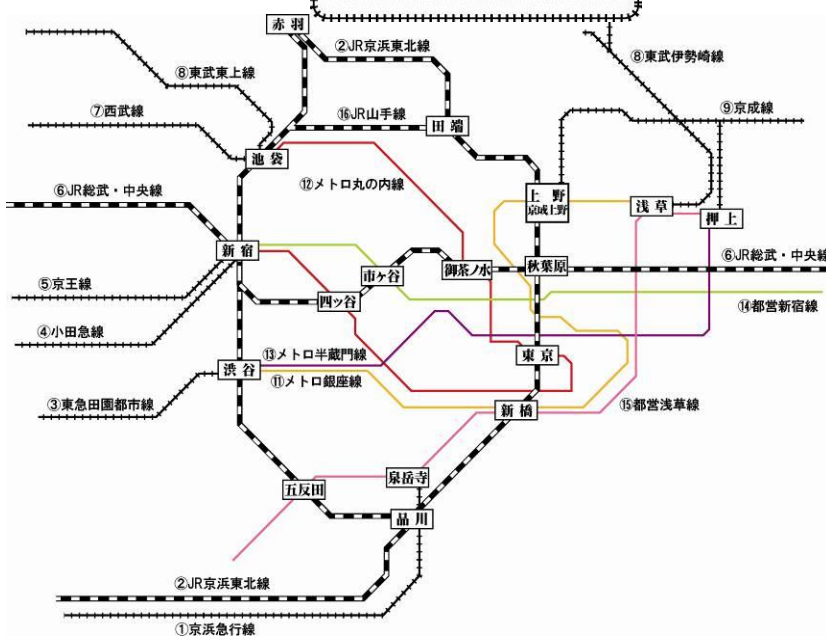 赤羽
②JR京浜東北線
⑧東武伊勢崎線
⑧東武東上線
⑨京成線
⑦西武線
⑯JR山手線
田端
池袋
⑫メトロ丸の内線
⑥JR総武・中央線
上野
京成上野
浅草
押上
新宿
市ヶ谷
御茶ノ水
秋葉原
⑥JR総武・中央線
⑤京王線
四ッ谷
⑭都営新宿線
④小田急線
⑬メトロ半蔵門線
東京
渋谷
⑪メトロ銀座線
③東急田園都市線
新橋
⑮都営浅草線
泉岳寺
五反田
品川
②JR京浜東北線
①京浜急行線